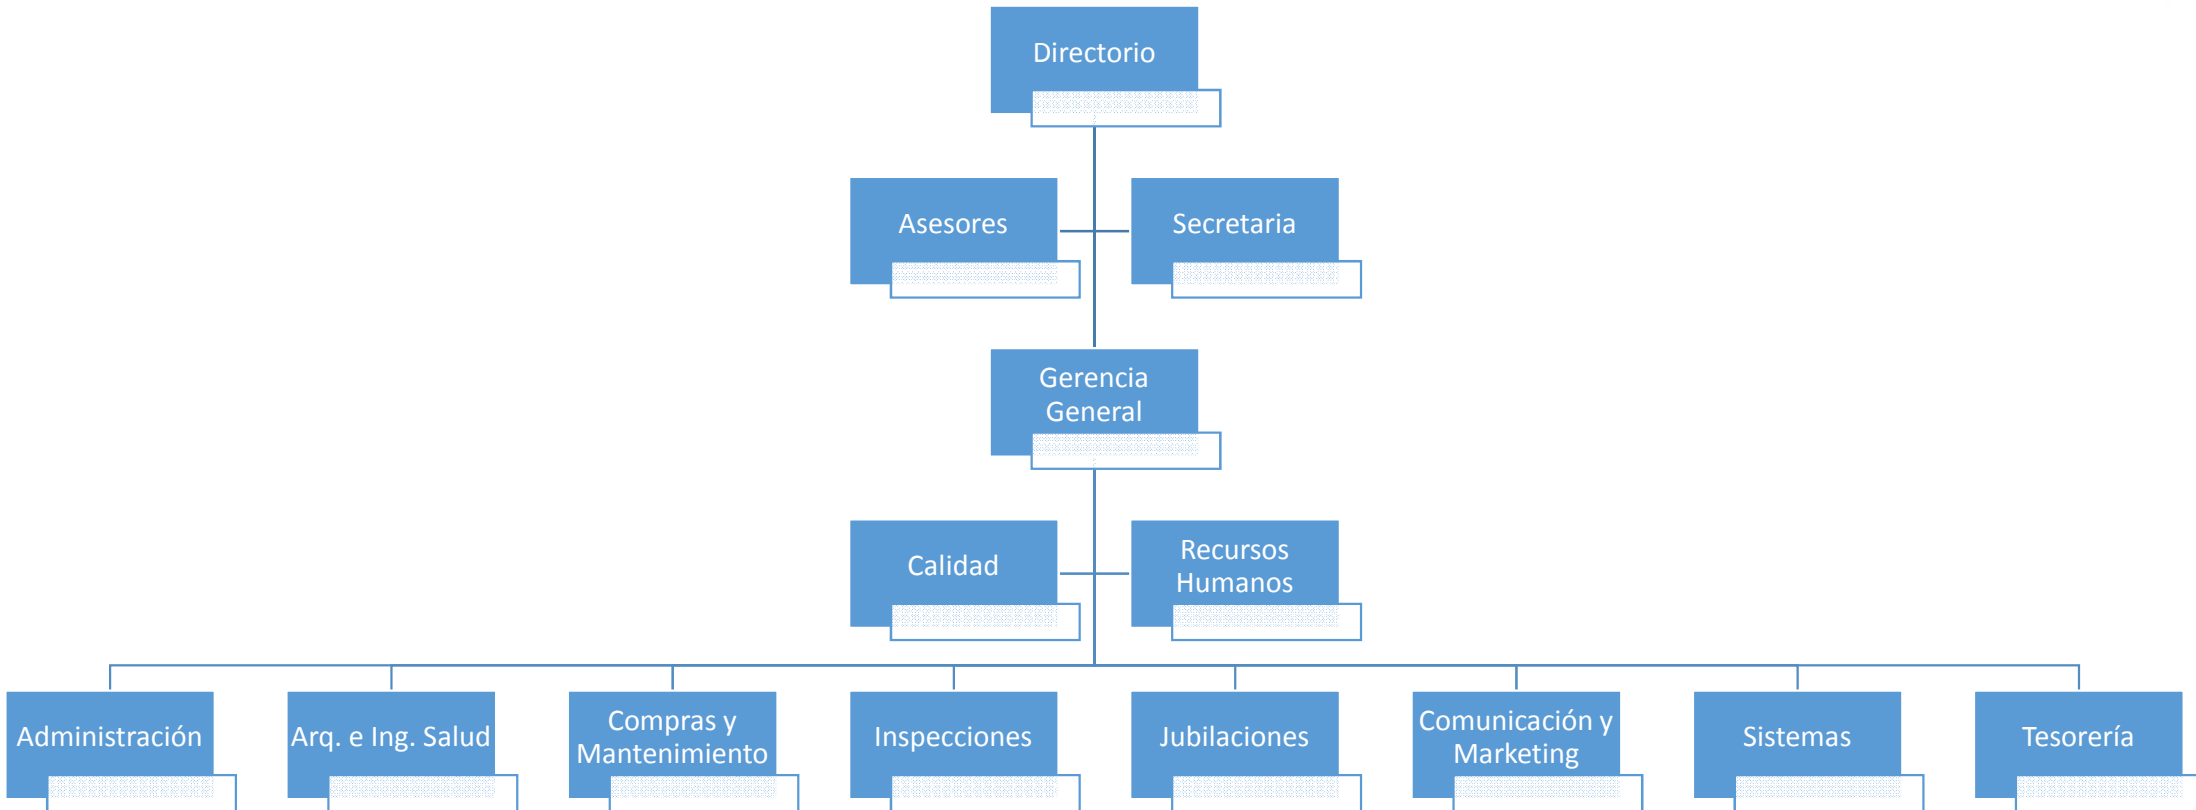 Directorio
Asesores
Secretaria
Gerencia
General
Calidad
Recursos
Humanos
Administración
Arq. e Ing. Salud
Compras y
Mantenimiento
Inspecciones
Jubilaciones
Comunicación y
Marketing
Sistemas
Tesorería